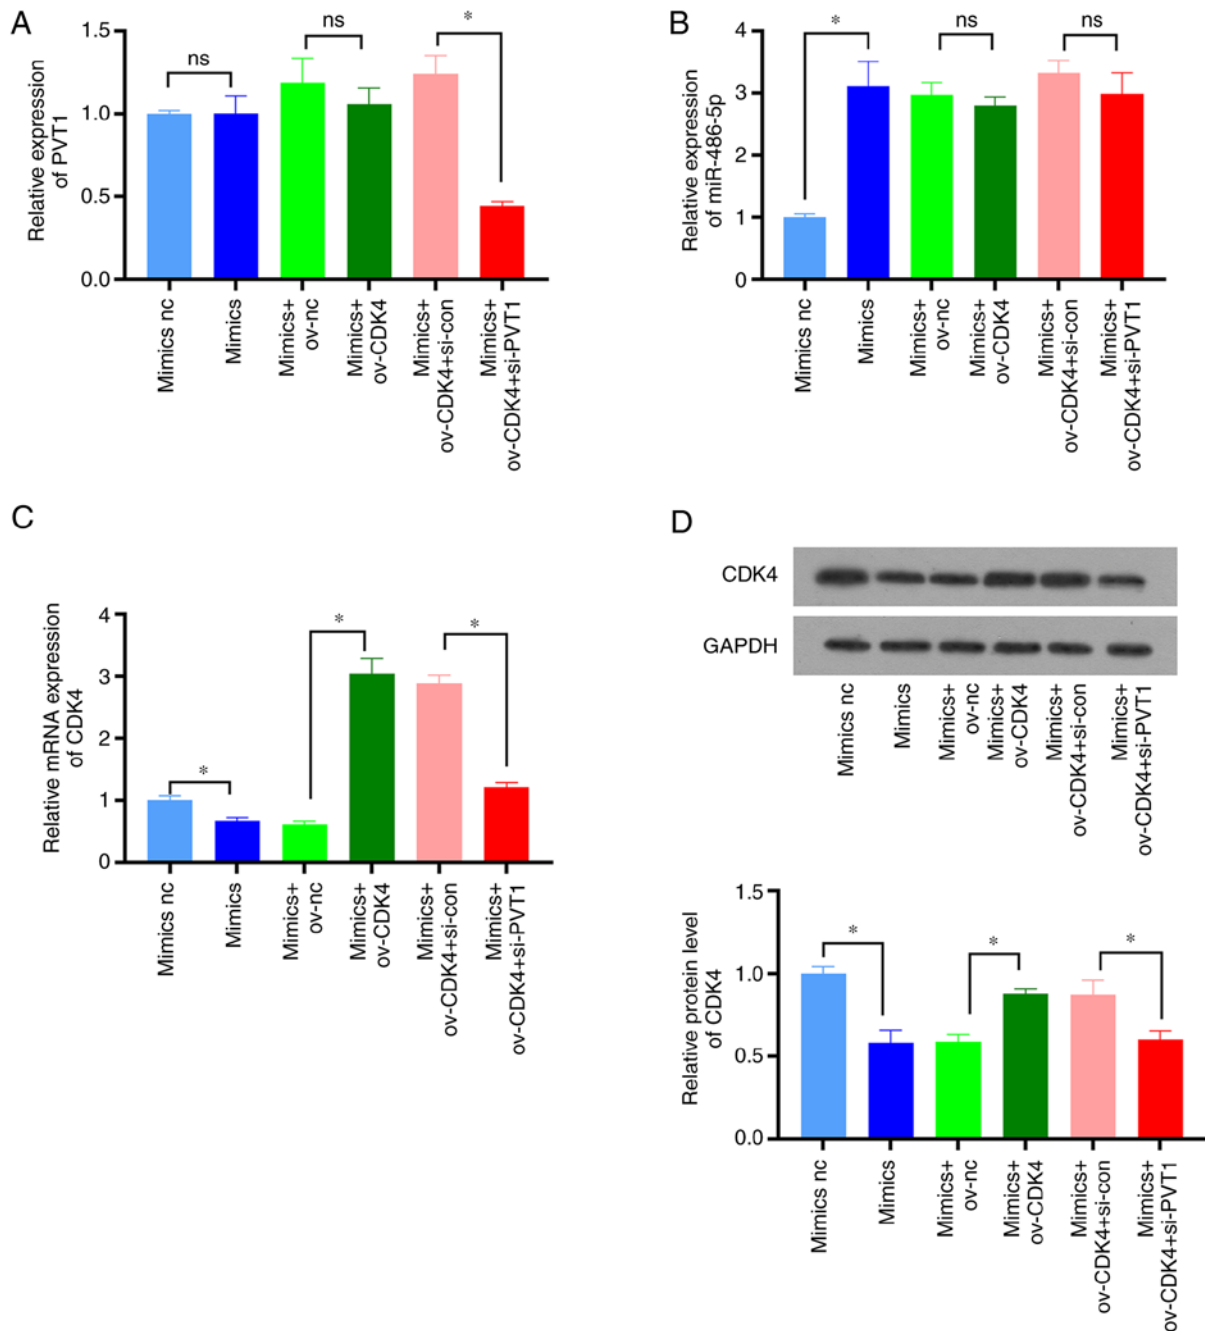 A
Relative expression
of PVT1
1.5
1.0
0.5
0.0
ns
ns
*
Mimics nc
Mimics
Mimics+
ov-nc
Mimics+
ov-CDK4
Mimics+
ov-CDK4+si-con
Mimics+
ov-CDK4+si-PVT1
B
Relative expression
of miR-486-5p
4
3
2
1
0
*
ns
ns
Mimics nc
Mimics
Mimics+
ov-nc
Mimics+
ov-CDK4
Mimics+
ov-CDK4+si-con
Mimics+
ov-CDK4+si-PVT1
C
Relative mRNA expression
of CDK4
4
3
2
1
0
*
*
*
Mimics nc
Mimics
Mimics+
ov-nc
Mimics+
ov-CDK4
Mimics+
ov-CDK4+si-con
Mimics+
ov-CDK4+si-PVT1
D
CDK4
GAPDH
Mimics nc
Mimics
Mimics+
ov-nc
Mimics+
ov-CDK4
Mimics+
ov-CDK4+si-con
Mimics+
ov-CDK4+si-PVT1
Relative protein level
of CDK4
1.5
1.0
0.5
0.0
*
*
*
Mimics nc
Mimics
Mimics+
ov-nc
Mimics+
ov-CDK4
Mimics+
ov-CDK4+si-con
Mimics+
ov-CDK4+si-PVT1